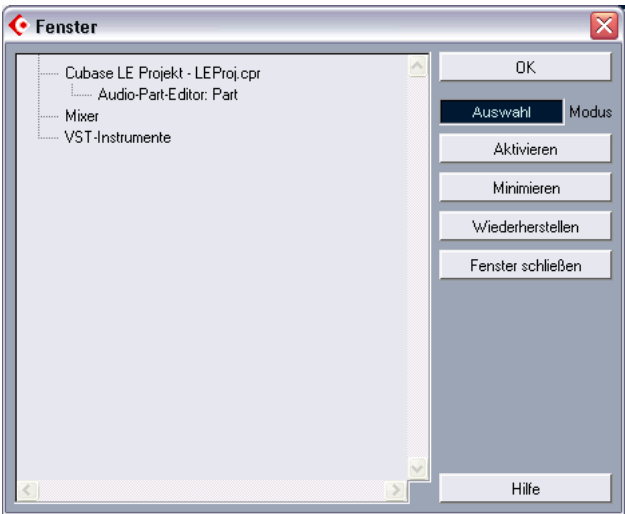 Fenster
Cubase LE Projekt - LEProj.cpr
Audio-Part-Editor: Part
Mixer
VST-Instrumente
OK
Auswahl Modus
Aktivieren
Minimieren
Wiederherstellen
Fenster schließen
Hilfe